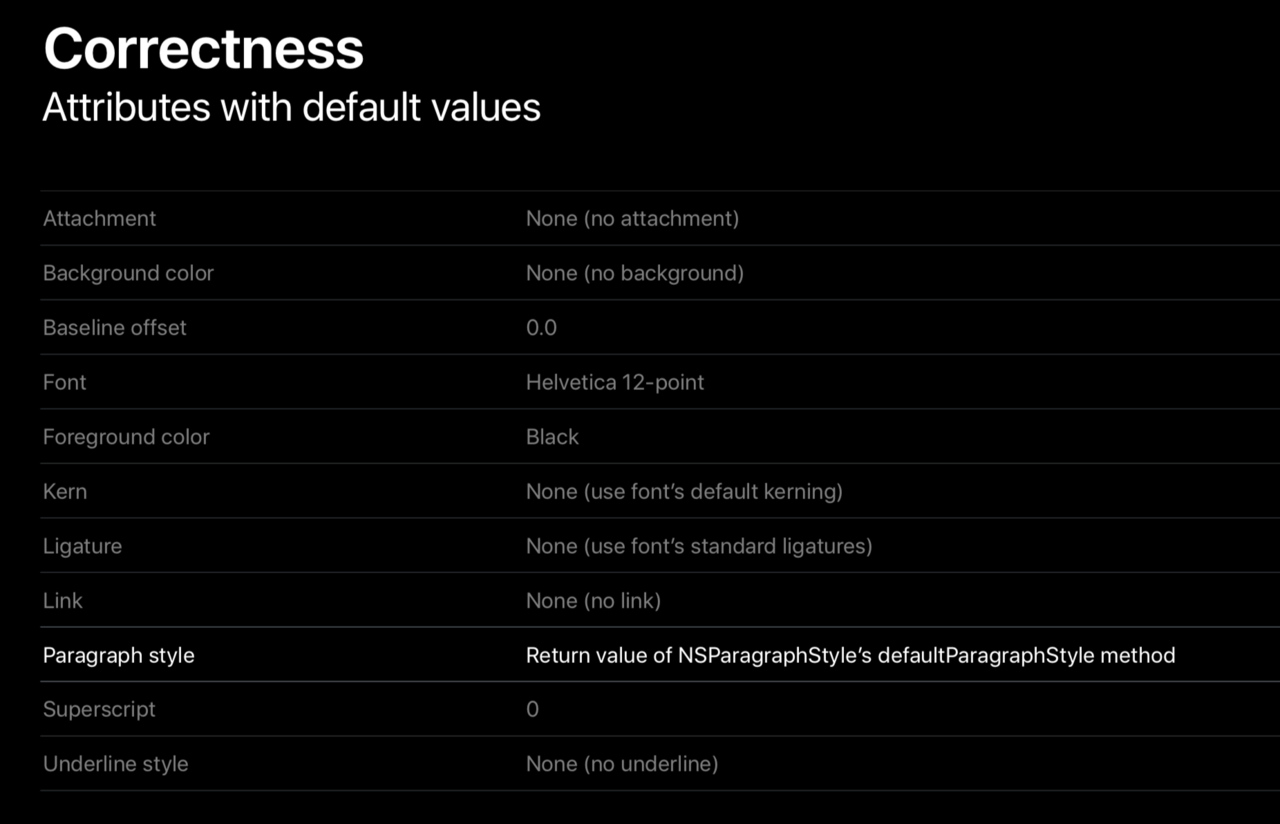 Correctness
Attributes with default values
Attachment None (no attachment)
Background color None (no background)
Baseline offset 0.0
Font Helvetica 12-point
Foreground color Black
Kern None (use font’s default kerning)
Ligature None (use font’s standard ligatures)
Link None (no link)
Paragraph style Return value of NSParagraphStyle’s defaultParagraphStyle method
Superscript 0
Underline style None (no underline)